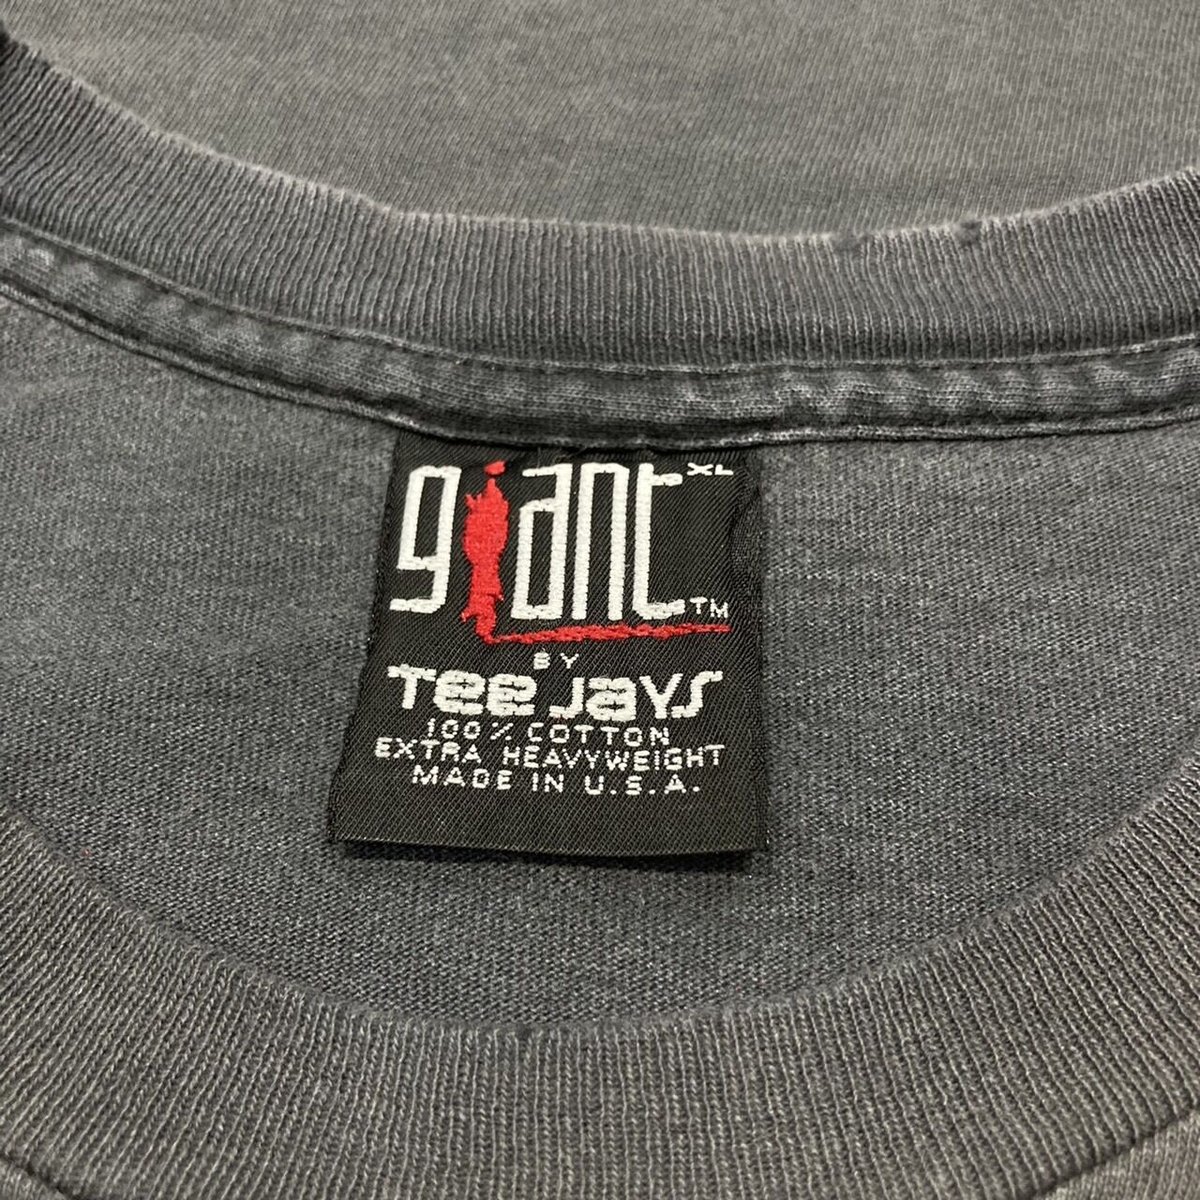 giant XL
TM
BY
Tee Jays
100% COTTON
EXTRA HEAVYWEIGHT
MADE IN U.S.A.